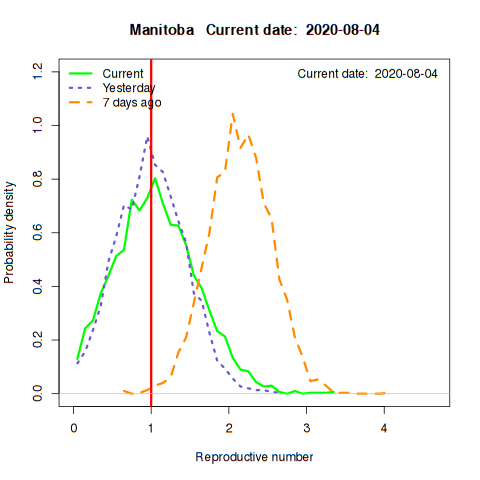 Manitoba   Current date:  2020-08-04
Current
Yesterday
7 days ago
Current date:  2020-08-04
Probability density
1.2
1.0
0.8
0.6
0.4
0.2
0.0
0 1 2 3 4
Reproductive number